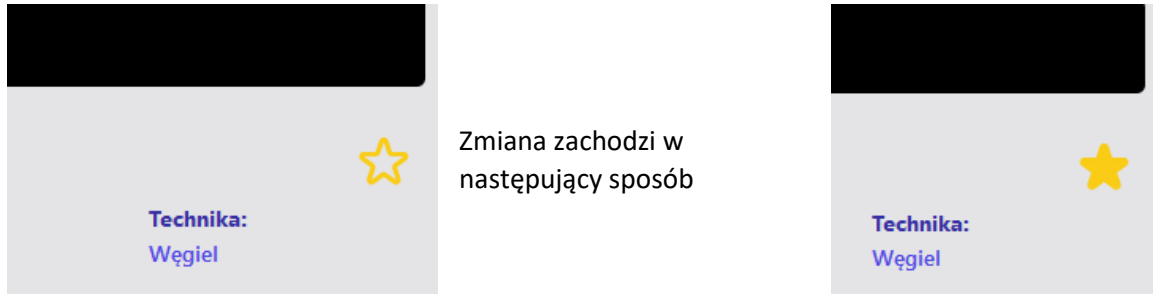 Technika:
Węgiel
Zmiana zachodzi w
następujący sposób
Technika:
Węgiel